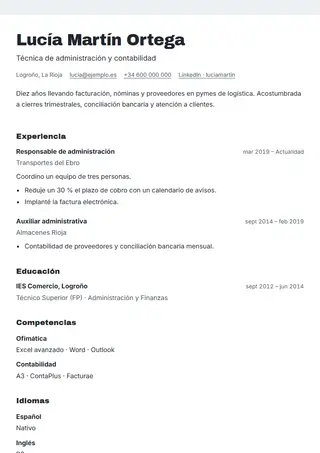 Lucía Martín Ortega
Técnica de administración y contabilidad
Logroño, La Rioja lucia@ejemplo.es +34 600 000 000 LinkedIn · luciamartin
Diez años llevando facturación, nóminas y proveedores en pymes de logística. Acostumbrada
a cierres trimestrales, conciliación bancaria y atención a clientes.
Experiencia
Responsable de administración mar 2019 – Actualidad
Transportes del Ebro
Coordino un equipo de tres personas.
• Reduje un 30 % el plazo de cobro con un calendario de avisos.
• Implanté la factura electrónica.
Auxiliar administrativa sept 2014 – feb 2019
Almacenes Rioja
• Contabilidad de proveedores y conciliación bancaria mensual.
Educación
IES Comercio, Logroño sept 2012 – jun 2014
Técnico Superior (FP) · Administración y Finanzas
Competencias
Ofimática
Excel avanzado · Word · Outlook
Contabilidad
A3 · ContaPlus · Facturae
Idiomas
Español
Nativo
Inglés